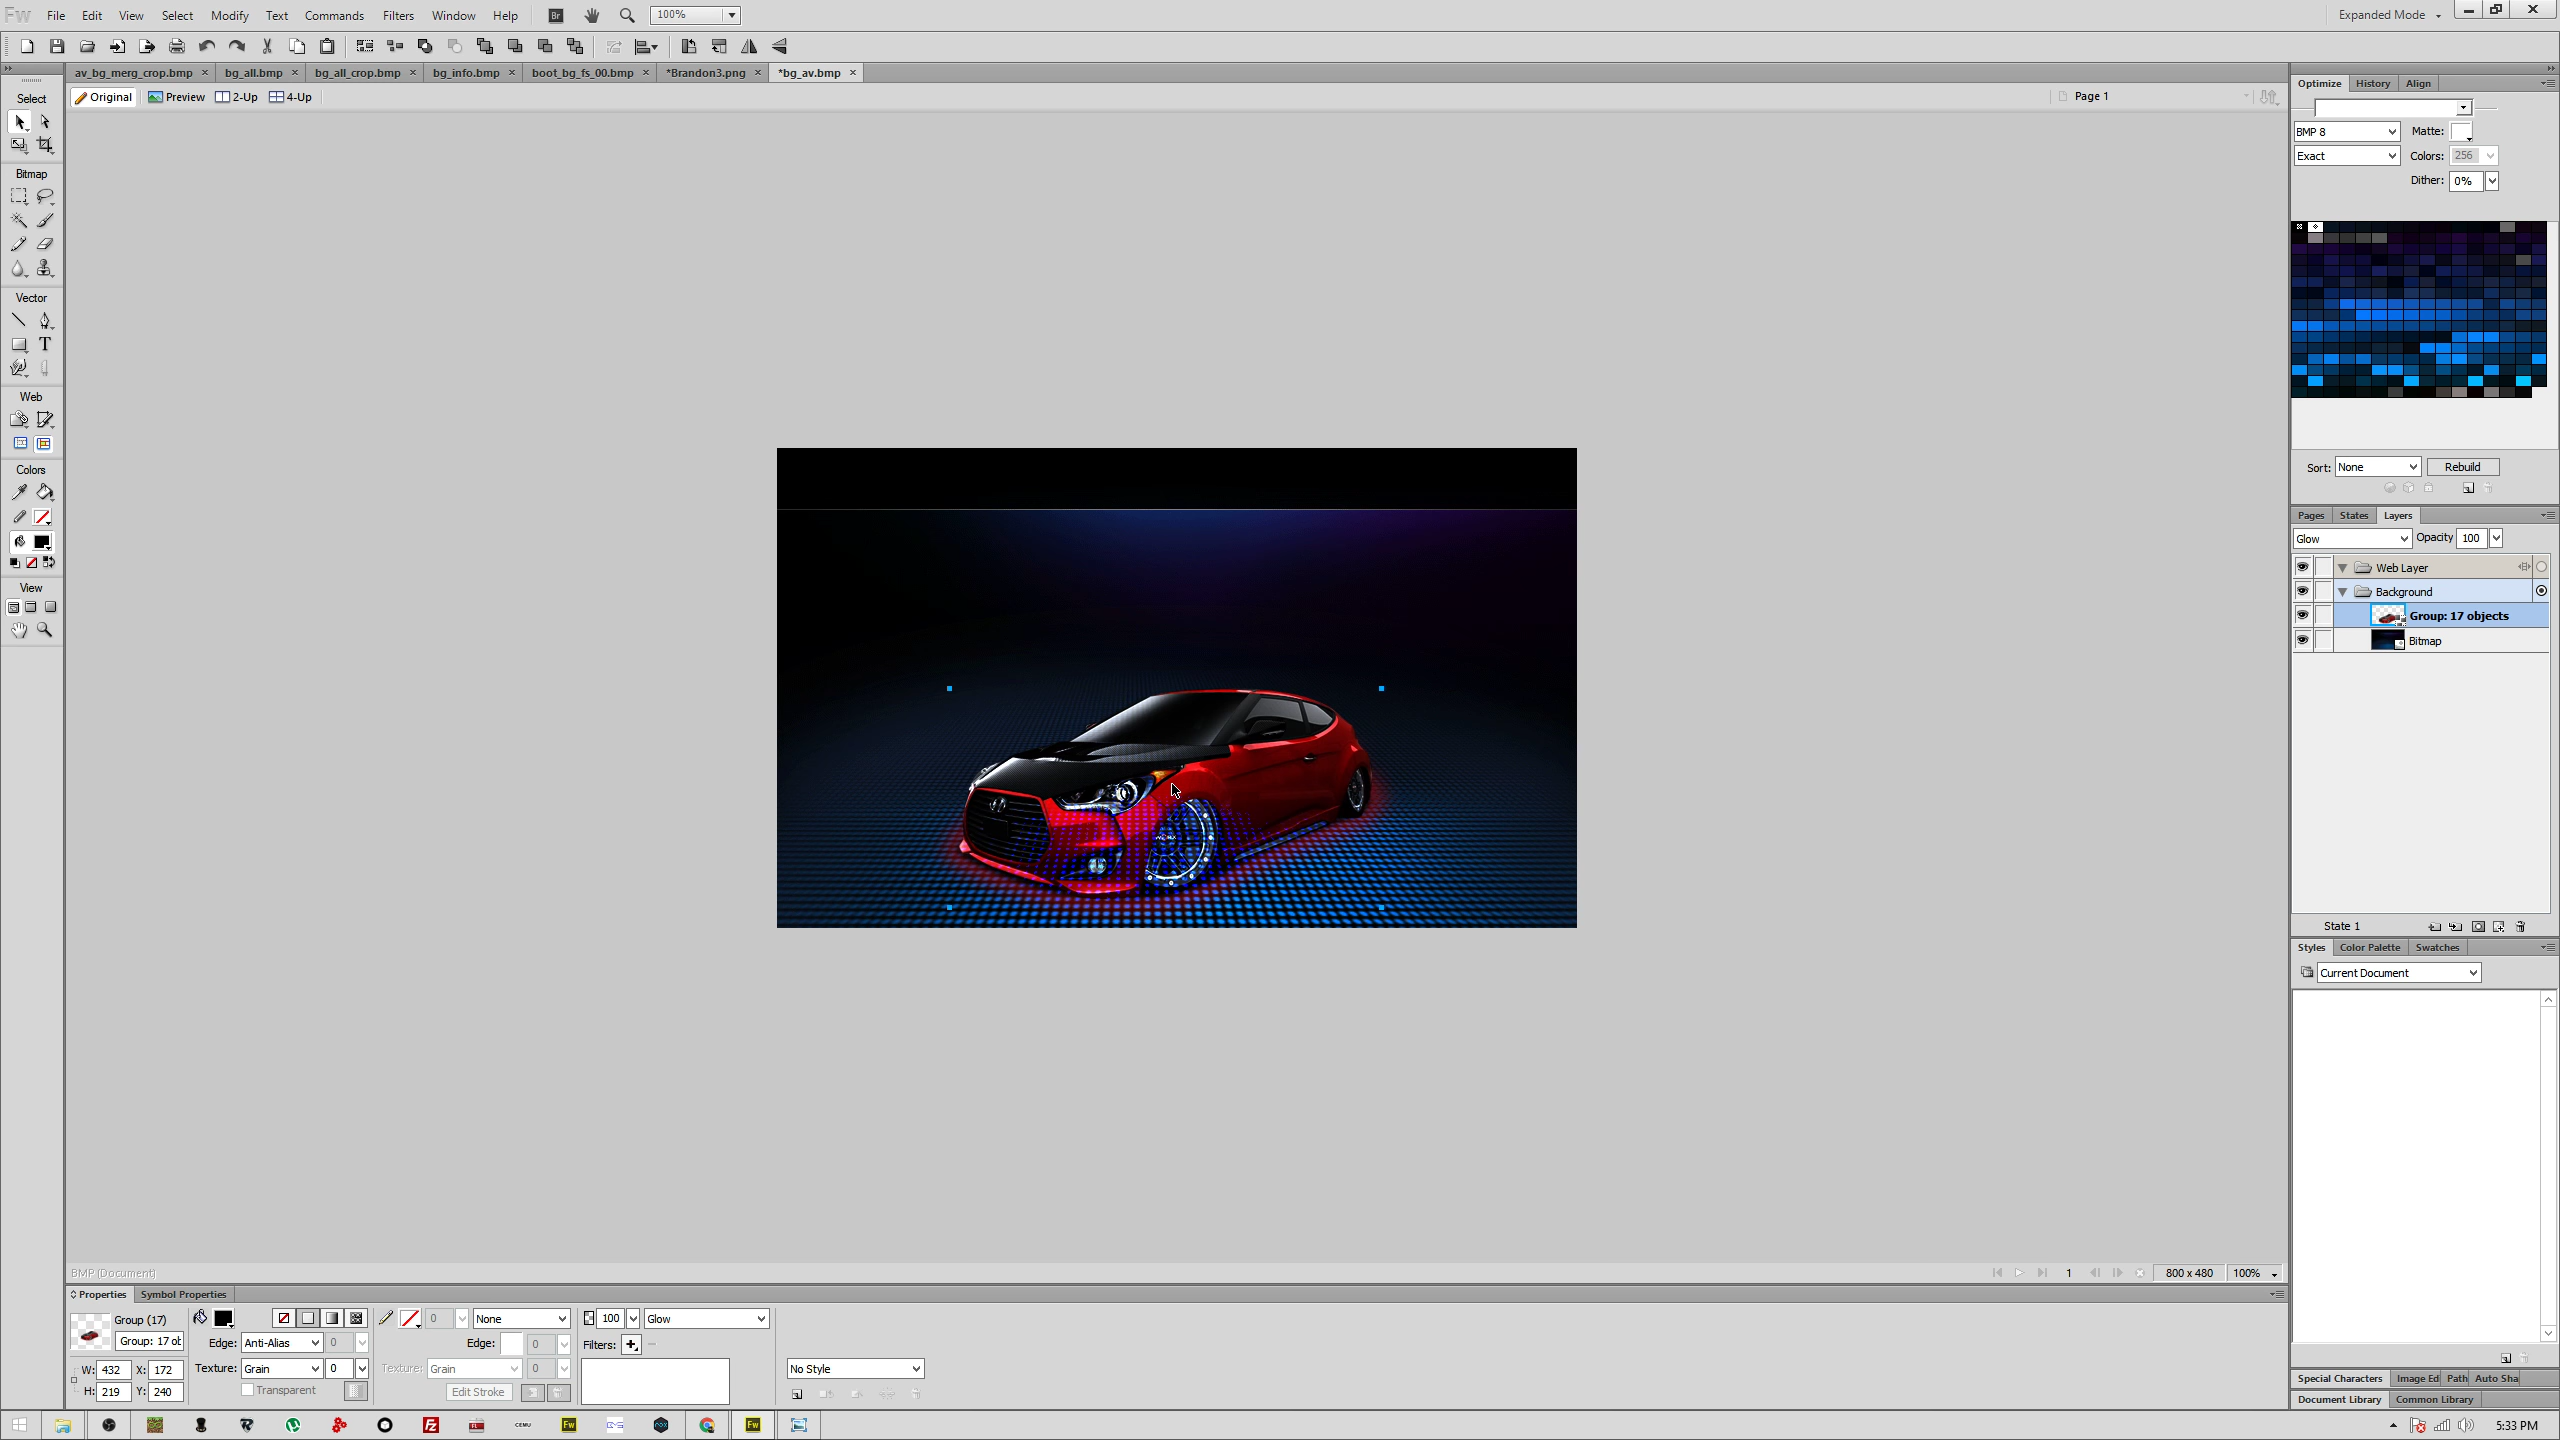 Fw File Edit View Select Modify Text Commands Filters Window Help Br 100% Expanded Mode
av_bg_merg_crop.bmp bg_all.bmp bg_all_crop.bmp bg_info.bmp boot_bg_fs_00.bmp *Brandon3.png *bg_av.bmp
Original Preview 2-Up 4-Up Page 1
Select
Bitmap
Vector
T
Web
Colors
View
Optimize History Align
BMP 8 Matte:
Exact Colors: 256
Dither: 0%
Sort: None Rebuild
Pages States Layers
Glow Opacity 100
Web Layer
Background
Group: 17 objects
Bitmap
State 1
Styles Color Palette Swatches
Current Document
Special Characters Image Ed Path Auto Sha
Document Library Common Library
BMP (Document) 1 800 x 480 100%
Properties Symbol Properties
Group (17) 0 None 100 Glow
Group: 17 ob Edge: Anti-Alias 0 Edge: 0 Filters:
W: 432 X: 172 Texture: Grain 0 Texture: Grain 0 No Style
H: 219 Y: 240 Transparent Edit Stroke
Fz CEMU Fw Fw 5:33 PM